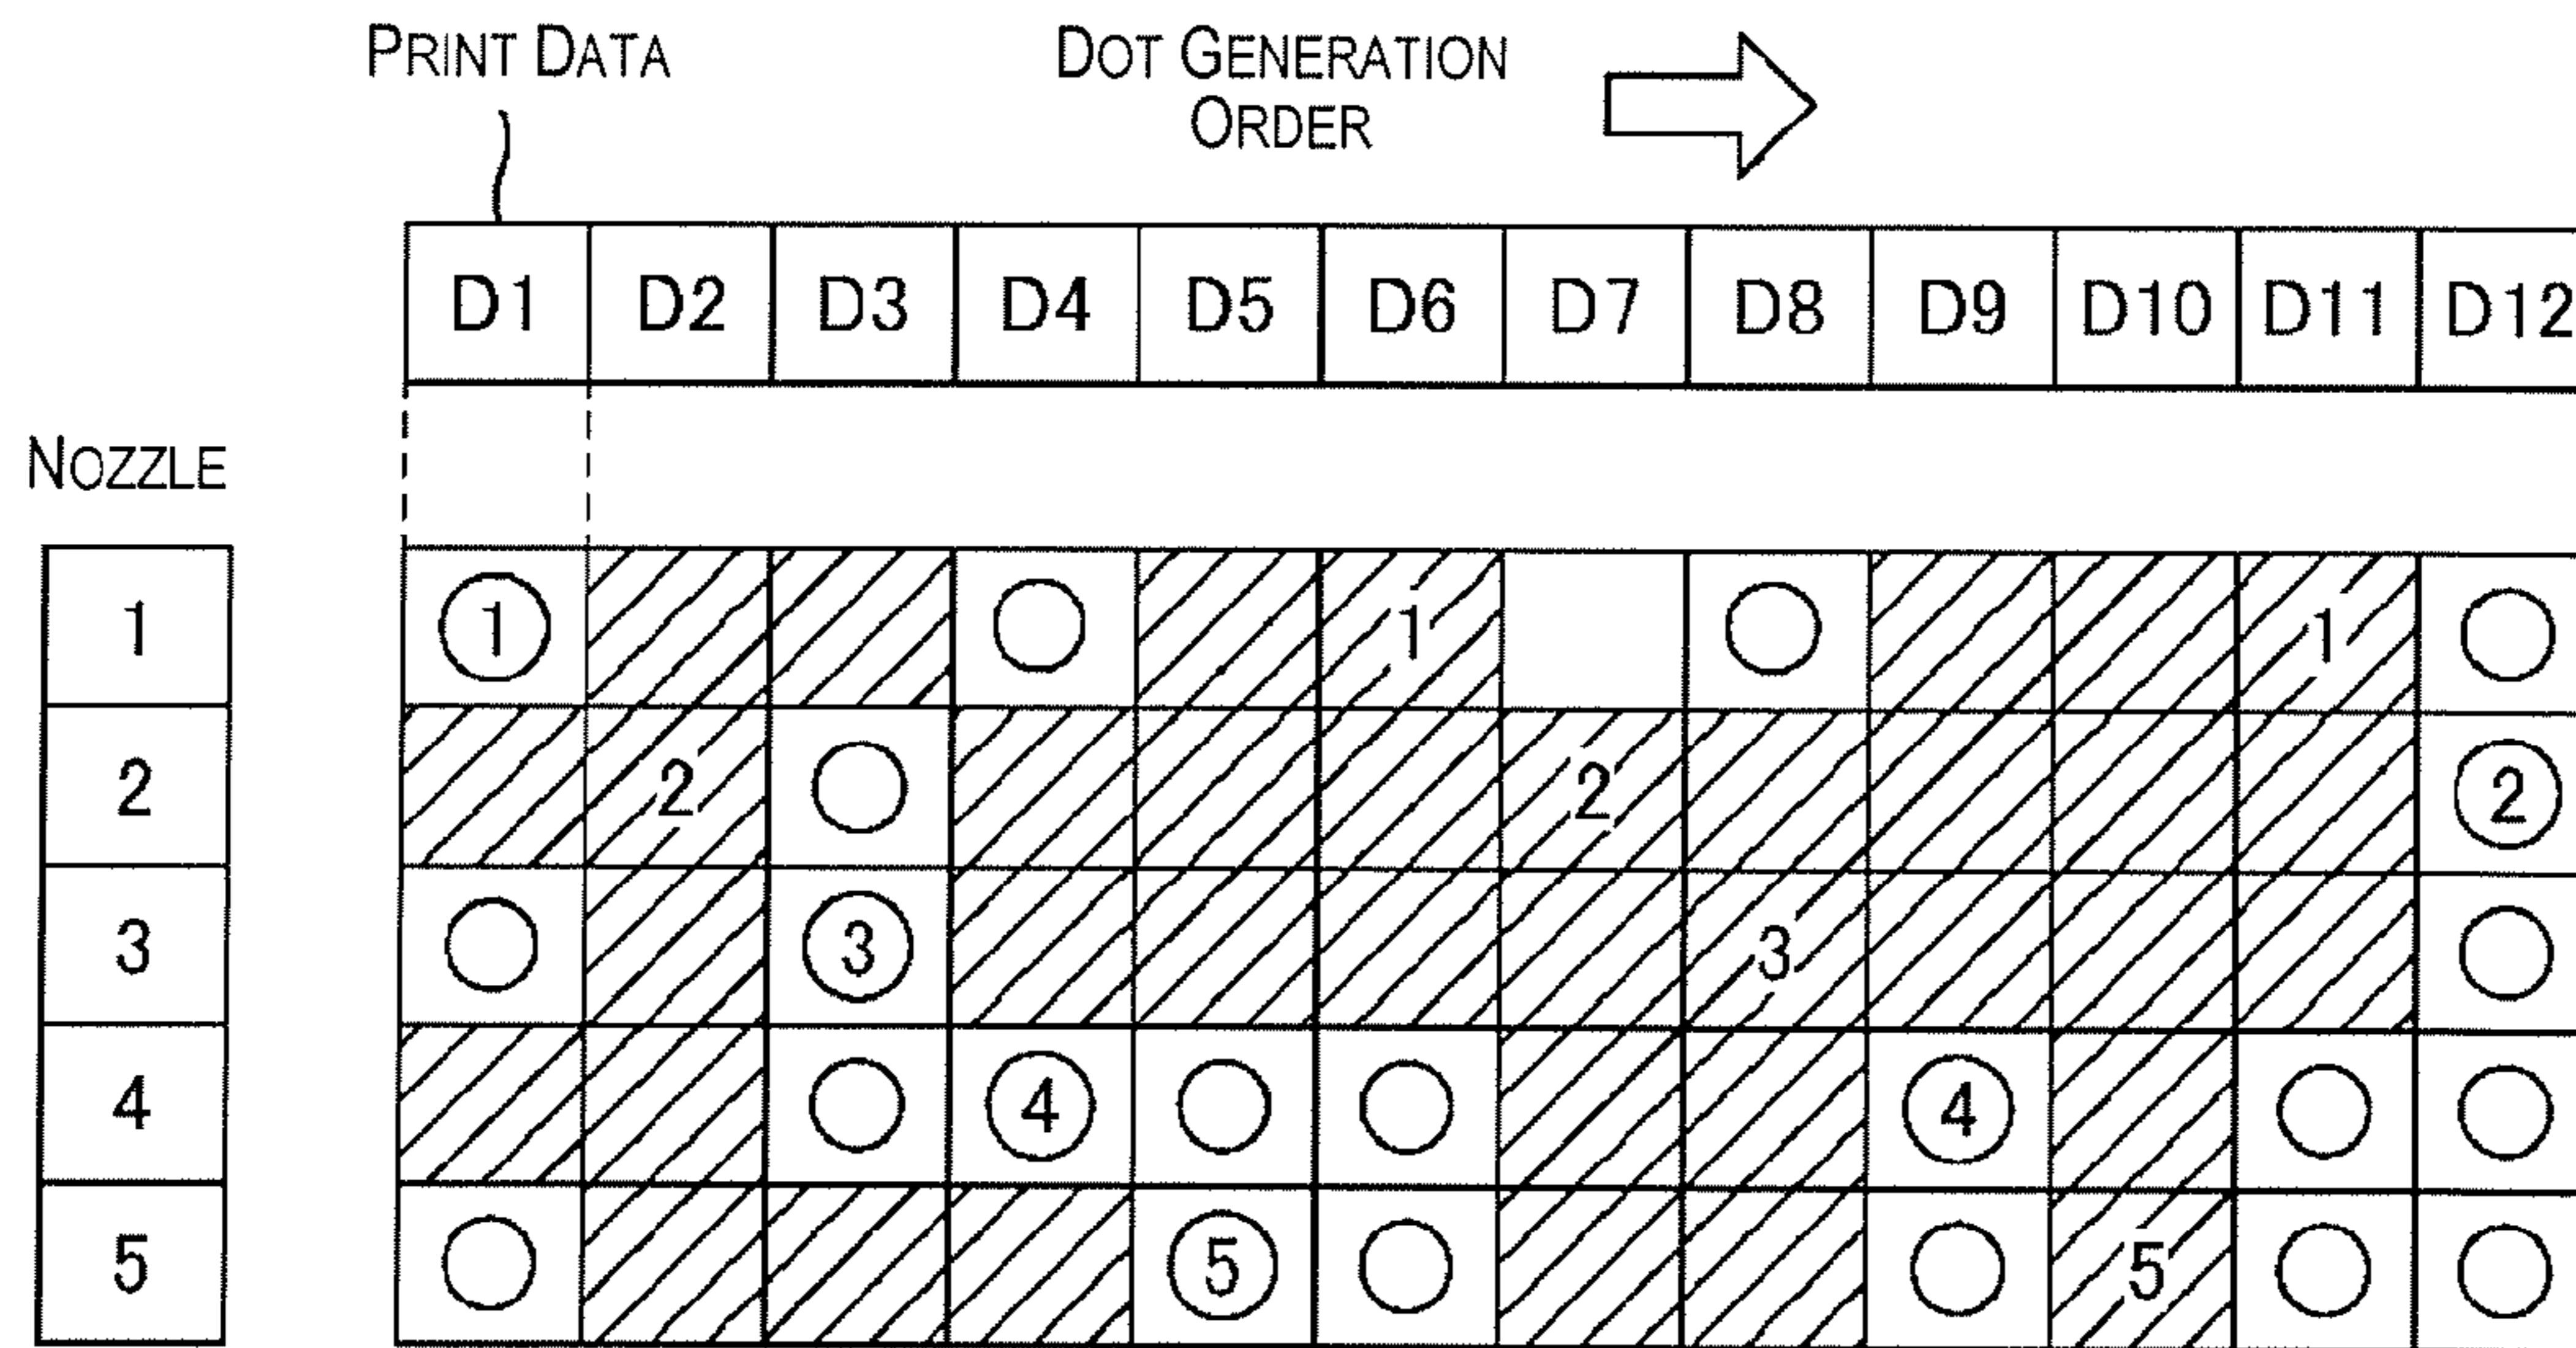 PRINT DATA
DOT GENERATION
ORDER
D1 D2 D3 D4 D5 D6 D7 D8 D9 D10 D11 D12
NOZZLE
1 1 1 1
2 2 2 2
3 3 3
4 4 4
5 5 5